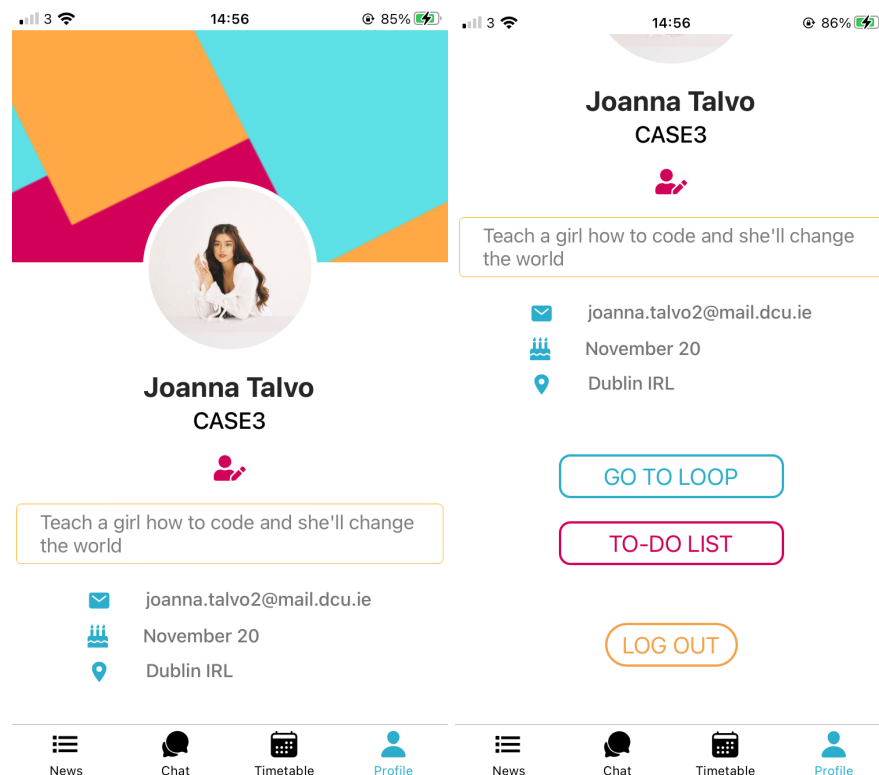 3 14:56 85%
Joanna Talvo
CASE3
Teach a girl how to code and she'll change
the world
joanna.talvo2@mail.dcu.ie
November 20
Dublin IRL
News Chat Timetable Profile
3 14:56 86%
Joanna Talvo
CASE3
Teach a girl how to code and she'll change
the world
joanna.talvo2@mail.dcu.ie
November 20
Dublin IRL
GO TO LOOP
TO-DO LIST
LOG OUT
News Chat Timetable Profile